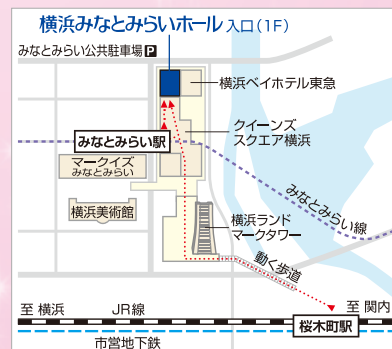 横浜みなとみらいホール 入口(1F)
みなとみらい公共駐車場 P
横浜ベイホテル東急
クイーンズ
スクエア横浜
みなとみらい駅
マークイズ
みなとみらい
みなとみらい線
横浜美術館
横浜ランド
マークタワー
動く歩道
至 横浜
JR線
至 関内
桜木町駅
市営地下鉄